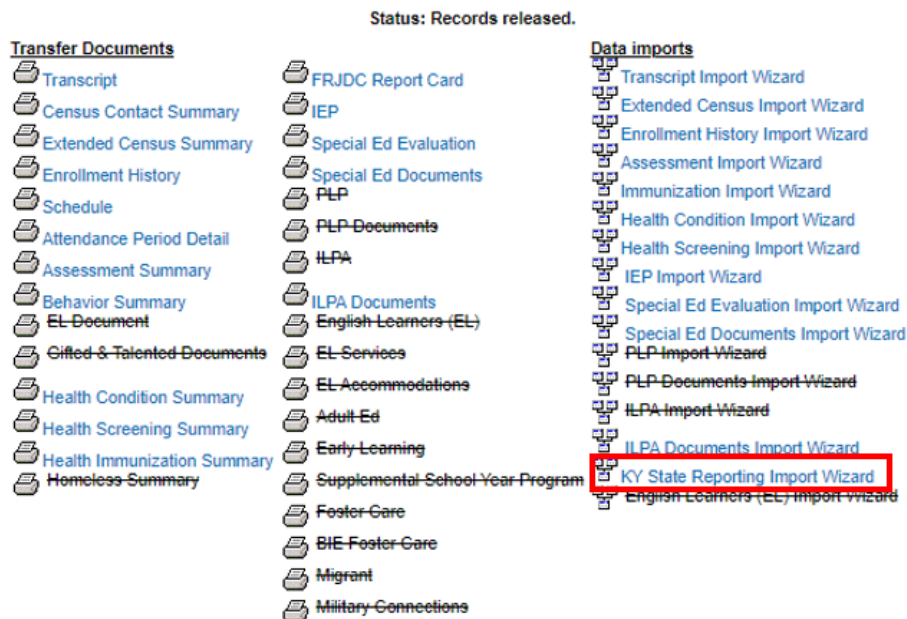 Status: Records released.
Transfer Documents
Transcript
Census Contact Summary
Extended Census Summary
Enrollment History
Schedule
Attendance Period Detail
Assessment Summary
Behavior Summary
EL Document
Gifted & Talented Documents
Health Condition Summary
Health Screening Summary
Health Immunization Summary
Homeless Summary
FRJDC Report Card
IEP
Special Ed Evaluation
Special Ed Documents
PLP
PLP Documents
ILPA
ILPA Documents
English Learners (EL)
EL Services
EL Accommodations
Adult Ed
Early Learning
Supplemental School Year Program
Foster Care
BIE Foster Care
Migrant
Military Connections
Data imports
Transcript Import Wizard
Extended Census Import Wizard
Enrollment History Import Wizard
Assessment Import Wizard
Immunization Import Wizard
Health Condition Import Wizard
Health Screening Import Wizard
IEP Import Wizard
Special Ed Evaluation Import Wizard
Special Ed Documents Import Wizard
PLP Import Wizard
PLP Documents Import Wizard
ILPA Import Wizard
ILPA Documents Import Wizard
KY State Reporting Import Wizard
English Learners (EL) Import Wizard